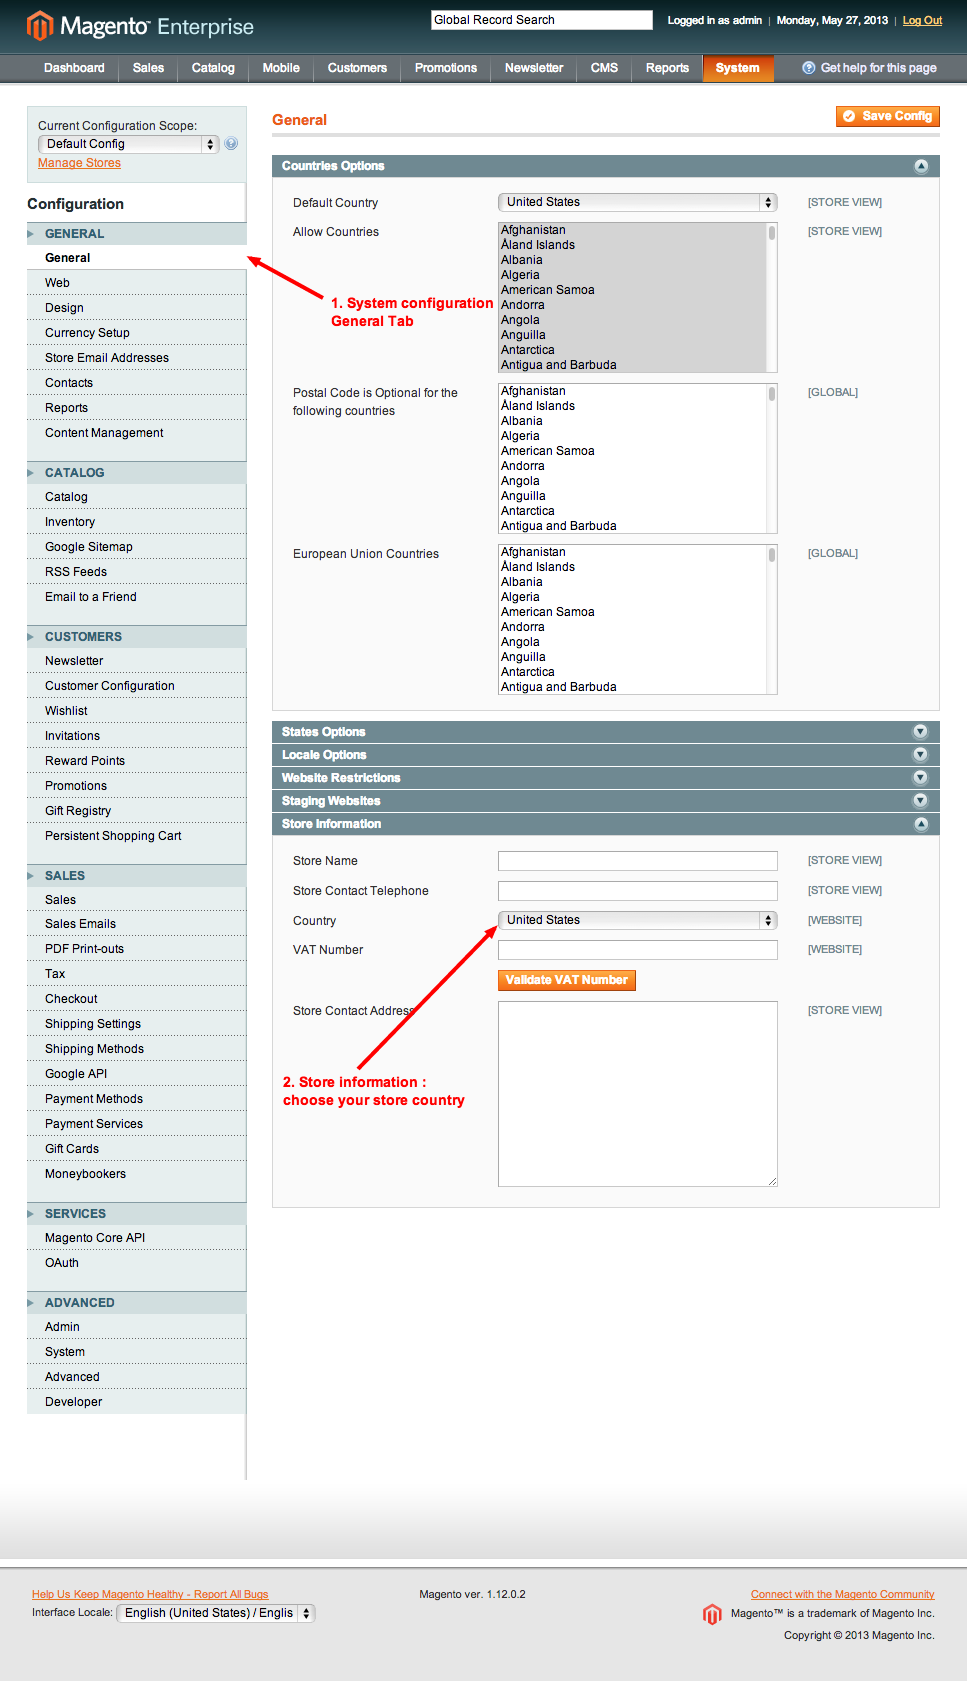 Magento™ Enterprise
Global Record Search
Logged in as admin | Monday, May 27, 2013 | Log Out
Dashboard Sales Catalog Mobile Customers Promotions Newsletter CMS Reports System Get help for this page
Current Configuration Scope:
Default Config
Manage Stores
Configuration
GENERAL
General
Web
Design
Currency Setup
Store Email Addresses
Contacts
Reports
Content Management
CATALOG
Catalog
Inventory
Google Sitemap
RSS Feeds
Email to a Friend
CUSTOMERS
Newsletter
Customer Configuration
Wishlist
Invitations
Reward Points
Promotions
Gift Registry
Persistent Shopping Cart
SALES
Sales
Sales Emails
PDF Print-outs
Tax
Checkout
Shipping Settings
Shipping Methods
Google API
Payment Methods
Payment Services
Gift Cards
Moneybookers
SERVICES
Magento Core API
OAuth
ADVANCED
Admin
System
Advanced
Developer
General
Save Config
Countries Options
Default Country United States [STORE VIEW]
Allow Countries [STORE VIEW]
Afghanistan
Åland Islands
Albania
Algeria
American Samoa
Andorra
Angola
Anguilla
Antarctica
Antigua and Barbuda
1. System configuration
General Tab
Postal Code is Optional for the
following countries
[GLOBAL]
Afghanistan
Åland Islands
Albania
Algeria
American Samoa
Andorra
Angola
Anguilla
Antarctica
Antigua and Barbuda
European Union Countries [GLOBAL]
Afghanistan
Åland Islands
Albania
Algeria
American Samoa
Andorra
Angola
Anguilla
Antarctica
Antigua and Barbuda
States Options
Locale Options
Website Restrictions
Staging Websites
Store Information
Store Name [STORE VIEW]
Store Contact Telephone [STORE VIEW]
Country United States [WEBSITE]
VAT Number [WEBSITE]
Validate VAT Number
Store Contact Address [STORE VIEW]
2. Store information :
choose your store country
Help Us Keep Magento Healthy - Report All Bugs
Interface Locale: English (United States) / Englis
Magento ver. 1.12.0.2
Connect with the Magento Community
Magento™ is a trademark of Magento Inc.
Copyright © 2013 Magento Inc.